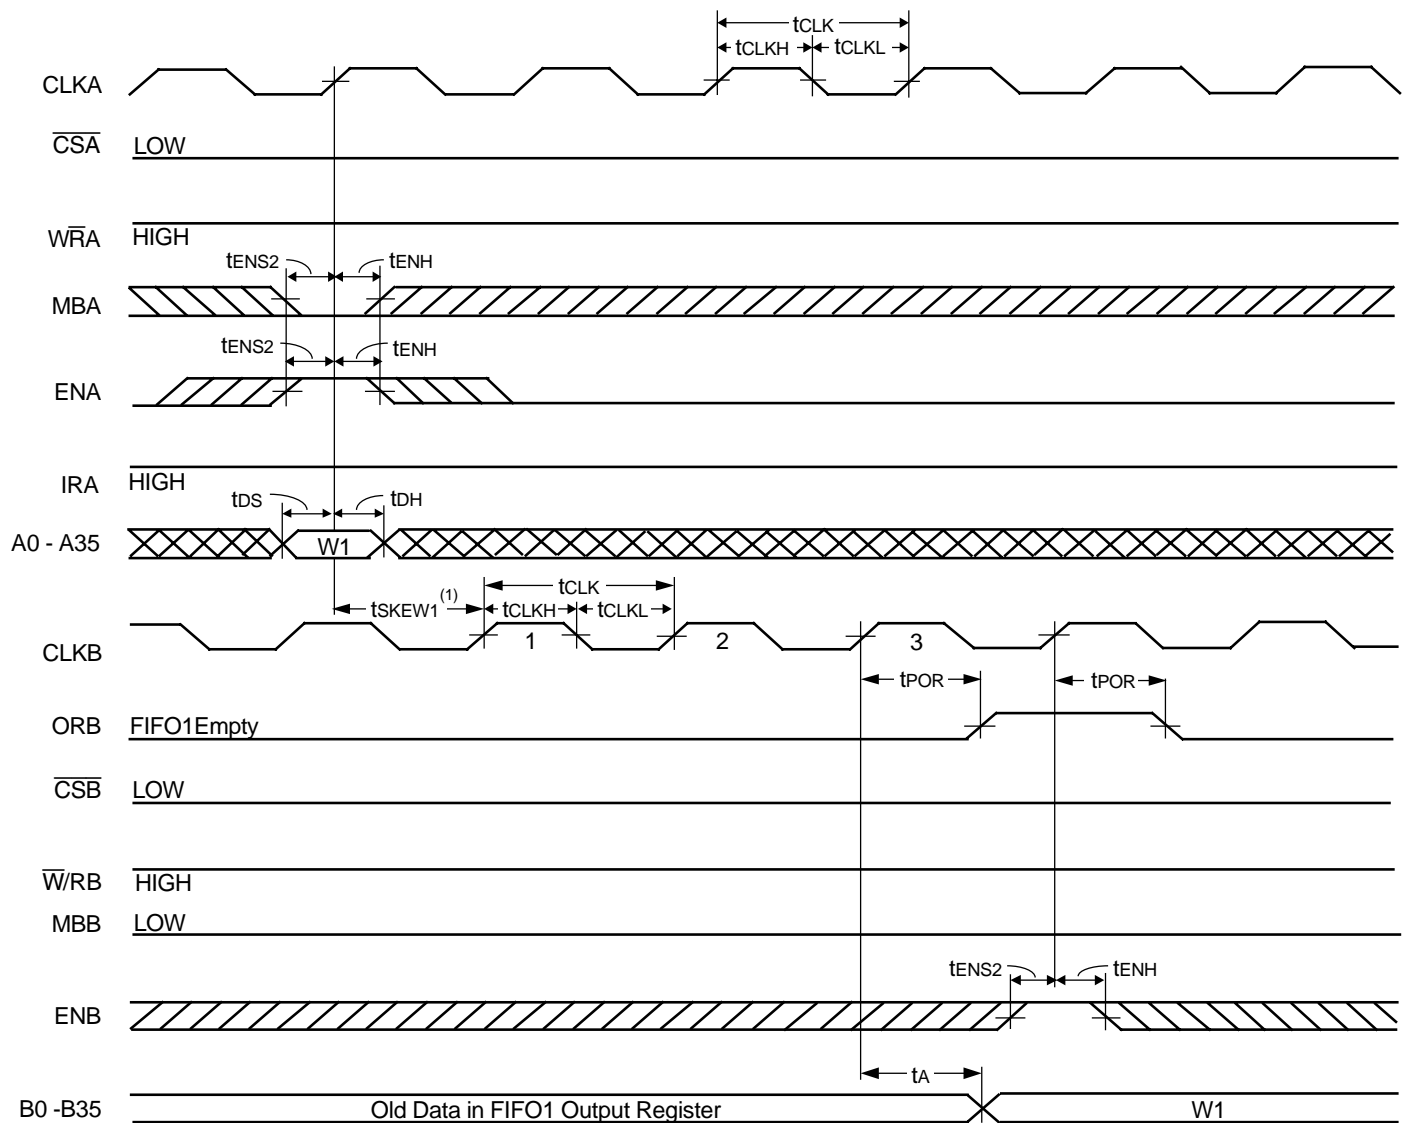 tCLK
tCLKH tCLKL
CLKA
CSA LOW
WRA HIGH
tENS2 tENH
MBA
tENS2 tENH
ENA
IRA HIGH
tDS tDH
A0 - A35 W1
tCLK
tSKEW1 (1) tCLKH tCLKL
CLKB 1 2 3
tPOR tPOR
ORB FIFO1Empty
CSB LOW
W/RB HIGH
MBB LOW
tENS2 tENH
ENB
tA
B0 -B35 Old Data in FIFO1 Output Register W1